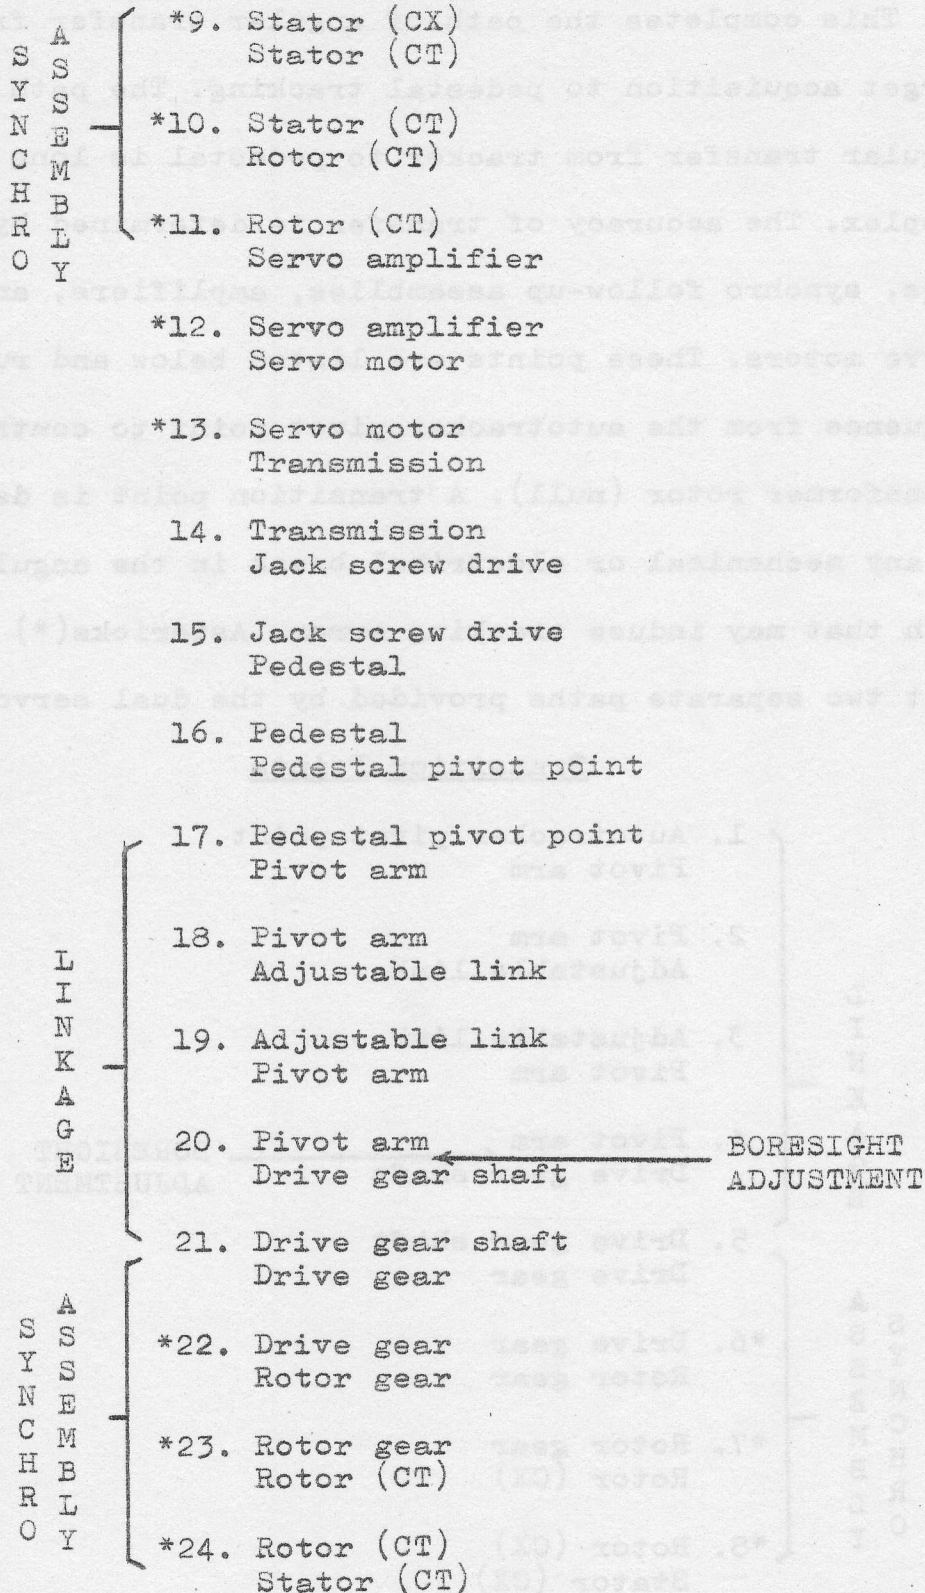 *9. Stator (CX)
Stator (CT)
*10. Stator (CT)
Rotor (CT)
*11. Rotor (CT)
Servo amplifier
SYNCHRO
ASSEMBLY
*12. Servo amplifier
Servo motor
*13. Servo motor
Transmission
14. Transmission
Jack screw drive
15. Jack screw drive
Pedestal
16. Pedestal
Pedestal pivot point
17. Pedestal pivot point
Pivot arm
18. Pivot arm
Adjustable link
19. Adjustable link
Pivot arm
20. Pivot arm
Drive gear shaft
BORESIGHT
ADJUSTMENT
LINKAGE
21. Drive gear shaft
Drive gear
*22. Drive gear
Rotor gear
*23. Rotor gear
Rotor (CT)
*24. Rotor (CT)
Stator (CT)
SYNCHRO
ASSEMBLY